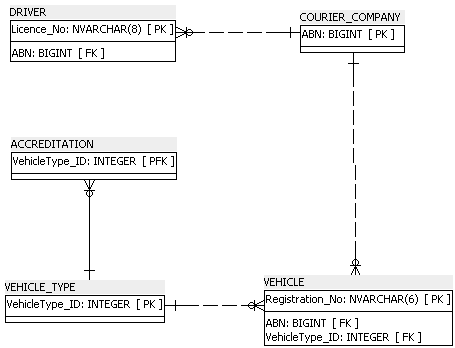 DRIVER
Licence_No: NVARCHAR(8) [ PK ]
ABN: BIGINT [ FK ]
COURIER_COMPANY
ABN: BIGINT [ PK ]
ACCREDITATION
VehicleType_ID: INTEGER [ PFK ]
VEHICLE_TYPE
VehicleType_ID: INTEGER [ PK ]
VEHICLE
Registration_No: NVARCHAR(6) [ PK ]
ABN: BIGINT [ FK ]
VehicleType_ID: INTEGER [ FK ]